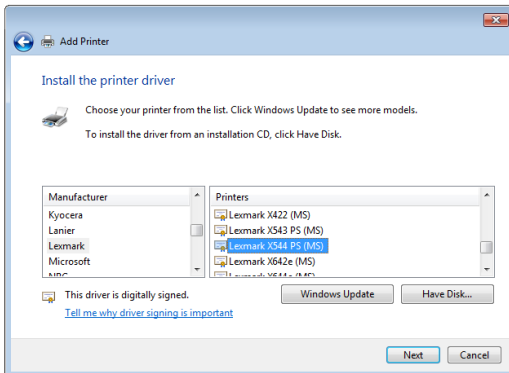 Add Printer
Install the printer driver
Choose your printer from the list. Click Windows Update to see more models.
To install the driver from an installation CD, click Have Disk.
Manufacturer
Kyocera
Lanier
Lexmark
Microsoft
Printers
Lexmark X422 (MS)
Lexmark X543 PS (MS)
Lexmark X544 PS (MS)
Lexmark X642e (MS)
This driver is digitally signed.
Tell me why driver signing is important
Windows Update
Have Disk...
Next
Cancel